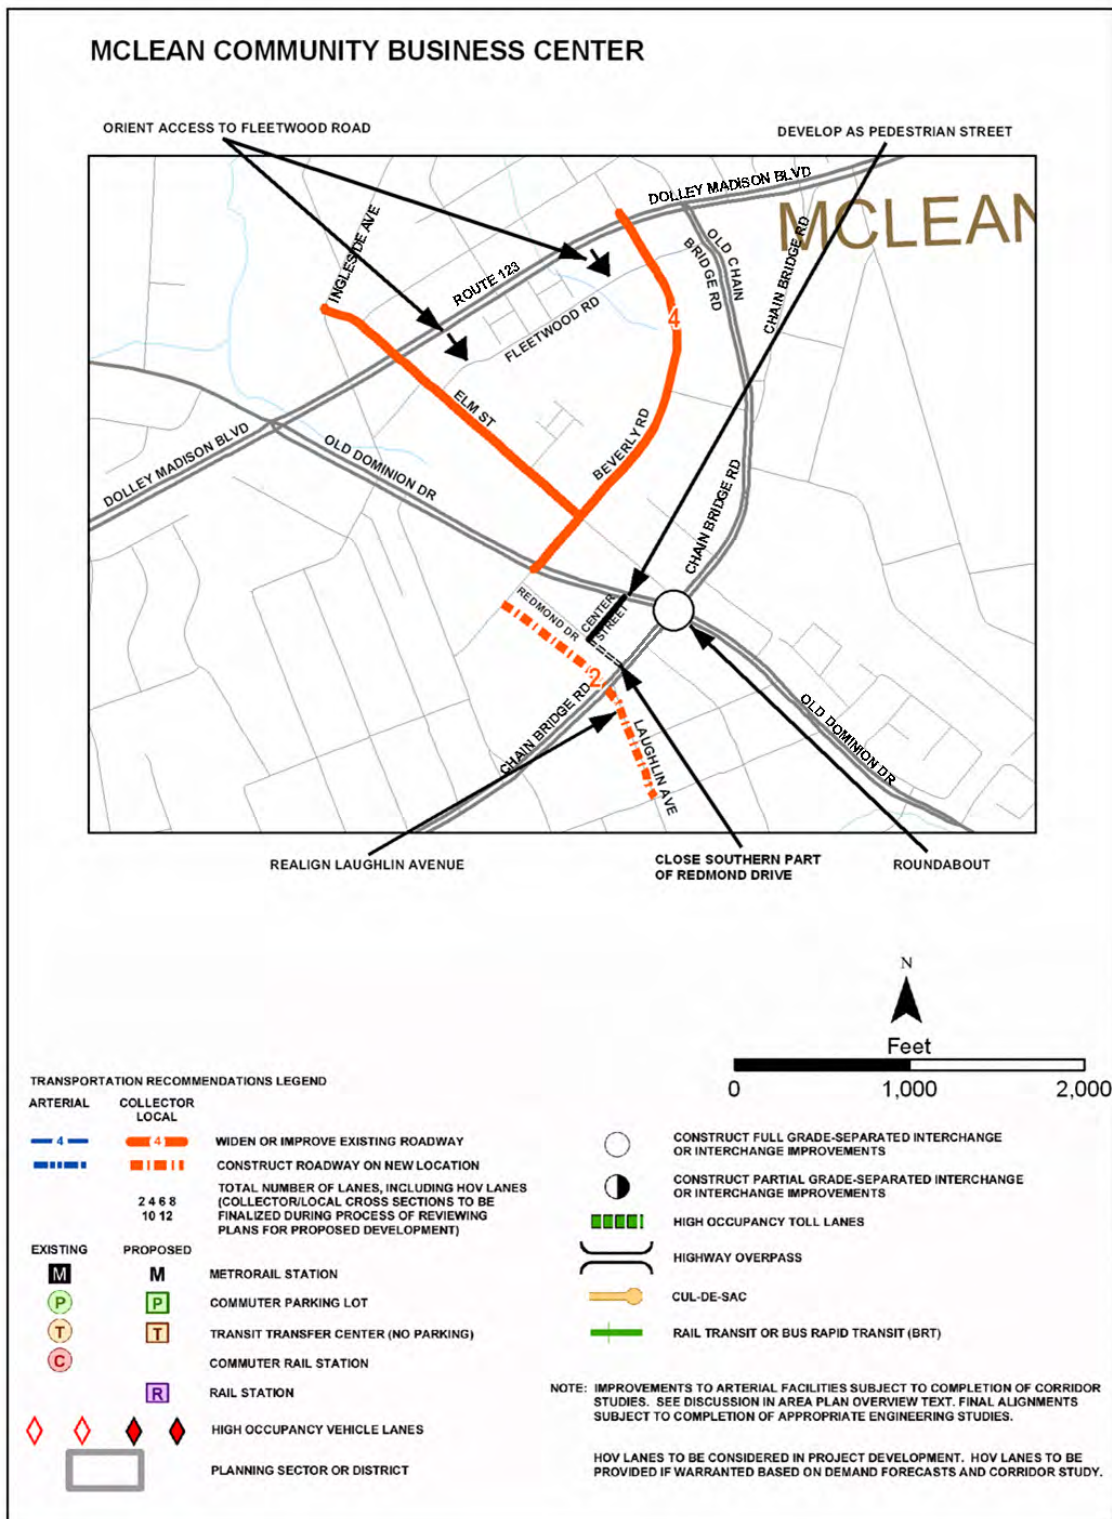 MCLEAN COMMUNITY BUSINESS CENTER
ORIENT ACCESS TO FLEETWOOD ROAD
DEVELOP AS PEDESTRIAN STREET
DOLLEY MADISON BLVD
MCLEAN
INGLESIDE AVE
ROUTE 123
OLD CHAIN
BRIDGE RD
CHAIN BRIDGE RD
FLEETWOOD RD
4
ELM ST
BEVERLY RD
DOLLEY MADISON BLVD
OLD DOMINION DR
CHAIN BRIDGE RD
REDMOND DR
CENTER
STREET
2
CHAIN BRIDGE RD
LAUGHLIN AVE
OLD DOMINION DR
REALIGN LAUGHLIN AVENUE
CLOSE SOUTHERN PART
OF REDMOND DRIVE
ROUNDABOUT
N
Feet
0 1,000 2,000
TRANSPORTATION RECOMMENDATIONS LEGEND
ARTERIAL COLLECTOR
LOCAL
4 4 WIDEN OR IMPROVE EXISTING ROADWAY
CONSTRUCT ROADWAY ON NEW LOCATION
2 4 6 8
10 12
TOTAL NUMBER OF LANES, INCLUDING HOV LANES
(COLLECTOR/LOCAL CROSS SECTIONS TO BE
FINALIZED DURING PROCESS OF REVIEWING
PLANS FOR PROPOSED DEVELOPMENT)
EXISTING PROPOSED
M M METRORAIL STATION
P P COMMUTER PARKING LOT
T T TRANSIT TRANSFER CENTER (NO PARKING)
C COMMUTER RAIL STATION
R RAIL STATION
HIGH OCCUPANCY VEHICLE LANES
PLANNING SECTOR OR DISTRICT
CONSTRUCT FULL GRADE-SEPARATED INTERCHANGE
OR INTERCHANGE IMPROVEMENTS
CONSTRUCT PARTIAL GRADE-SEPARATED INTERCHANGE
OR INTERCHANGE IMPROVEMENTS
HIGH OCCUPANCY TOLL LANES
HIGHWAY OVERPASS
CUL-DE-SAC
RAIL TRANSIT OR BUS RAPID TRANSIT (BRT)
NOTE: IMPROVEMENTS TO ARTERIAL FACILITIES SUBJECT TO COMPLETION OF CORRIDOR
STUDIES. SEE DISCUSSION IN AREA PLAN OVERVIEW TEXT. FINAL ALIGNMENTS
SUBJECT TO COMPLETION OF APPROPRIATE ENGINEERING STUDIES.
HOV LANES TO BE CONSIDERED IN PROJECT DEVELOPMENT. HOV LANES TO BE
PROVIDED IF WARRANTED BASED ON DEMAND FORECASTS AND CORRIDOR STUDY.